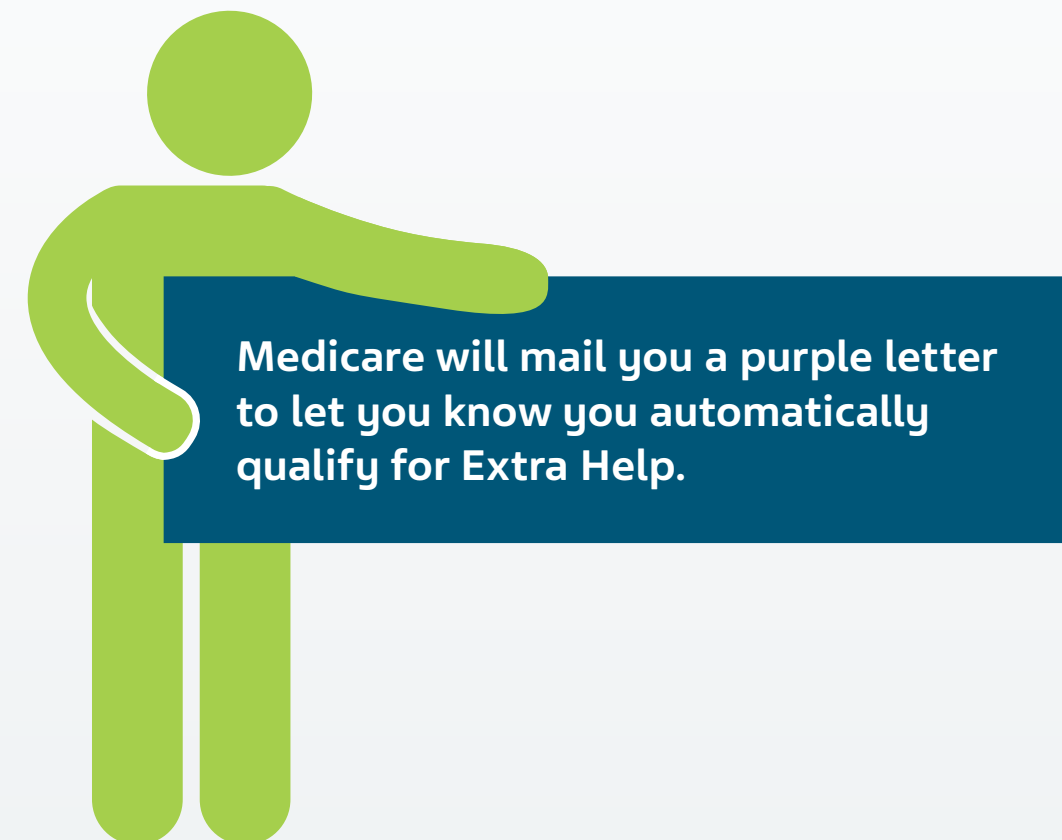 Medicare will mail you a purple letter
to let you know you automatically
qualify for Extra Help.